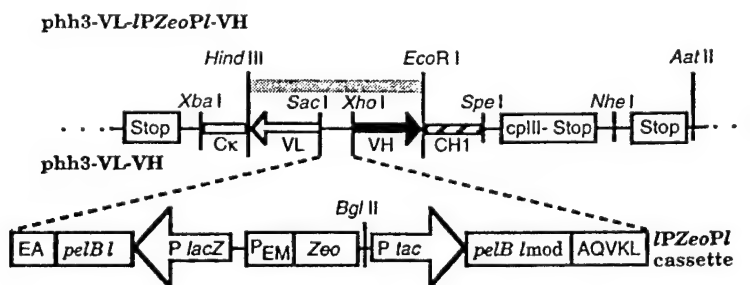 phh3-VL-lPZeoPl-VH
Hind III EcoR I Aat II
Xba I Sac I Xho I Spe I Nhe I
Stop Cκ VL VH CH1 cpIII- Stop Stop
phh3-VL-VH
Bgl II
EA pelB l P lacZ PEM Zeo P tac pelB lmod AQVKL lPZeoPl
cassette